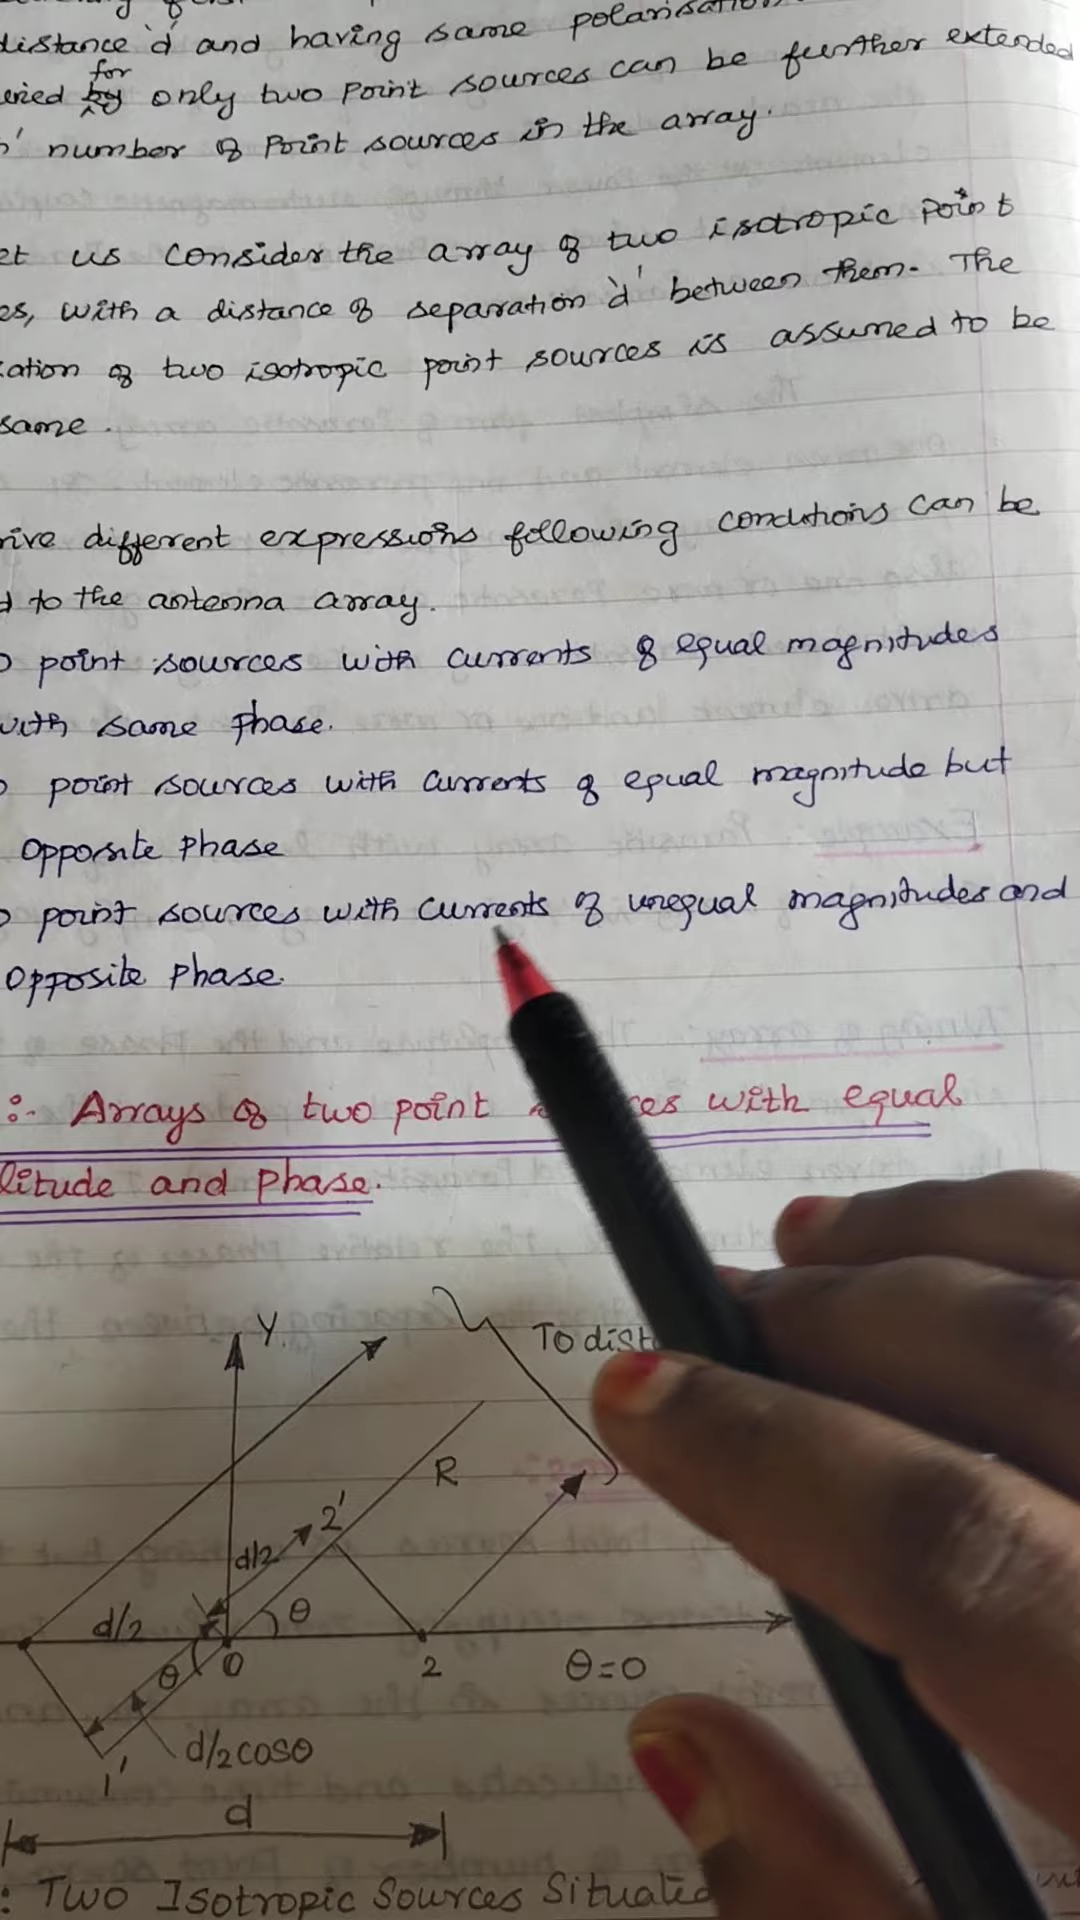 distance 'd' and having same polarisation
for
only two point sources can be further extended
number of Point sources in the array.
us consider the array of two isotropic point
with a distance of separation 'd' between them. The
of two isotropic point sources is assumed to be
same.
different expressions following conditions can be
to the antenna array.
point sources with currents of equal magnitudes
with same phase.
point sources with currents of equal magnitude but
opposite phase
point sources with currents of unequal magnitudes and
opposite phase.
:- Arrays of two point with equal
and phase.
Y
To
R
2'
d/2
d/2
θ
θ
0
2
θ=0
d/2 cosθ
1'
d
: Two Isotropic Sources Situated